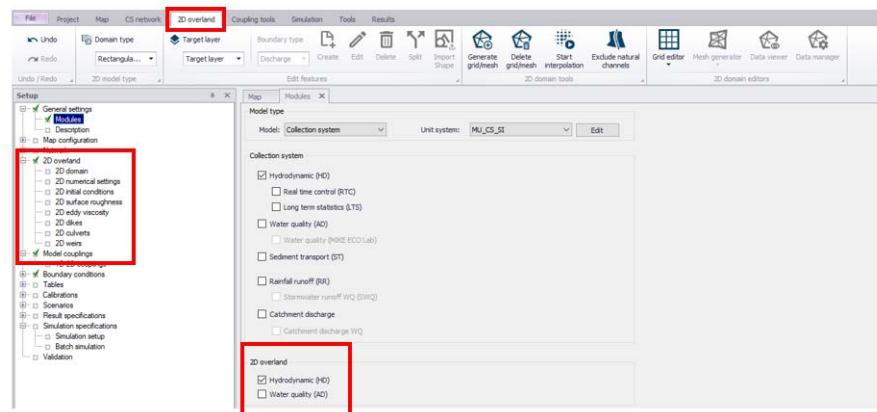 File Project Map CS network 2D overland Coupling tools Simulation Tools Results
Undo Domain type Target layer Boundary type Create Edit Delete Split Import Shape Generate grid/mesh Delete grid/mesh Start interpolation Exclude natural channels Grid editor Mesh generator Data viewer Data manager
Redo Rectangula... Target layer Discharge
Undo /Redo 2D model type Edit features 2D domain tools 2D domain editors
Setup
General settings
Modules
Description
Map configuration
2D overland
2D domain
2D numerical settings
2D initial conditions
2D surface roughness
2D eddy viscosity
2D dikes
2D culverts
2D weirs
Model couplings
Boundary conditions
Tables
Calibrations
Scenarios
Result specifications
Simulation specifications
Simulation setup
Batch simulation
Validation
Map Modules
Model type
Model: Collection system Unit system: MU_CS_SI Edit
Collection system
Hydrodynamic (HD)
Real time control (RTC)
Long term statistics (LTS)
Water quality (AD)
Water quality (MIKE ECO Lab)
Sediment transport (ST)
Rainfall runoff (RR)
Stormwater runoff WQ (SWQ)
Catchment discharge
Catchment discharge WQ
2D overland
Hydrodynamic (HD)
Water quality (AD)